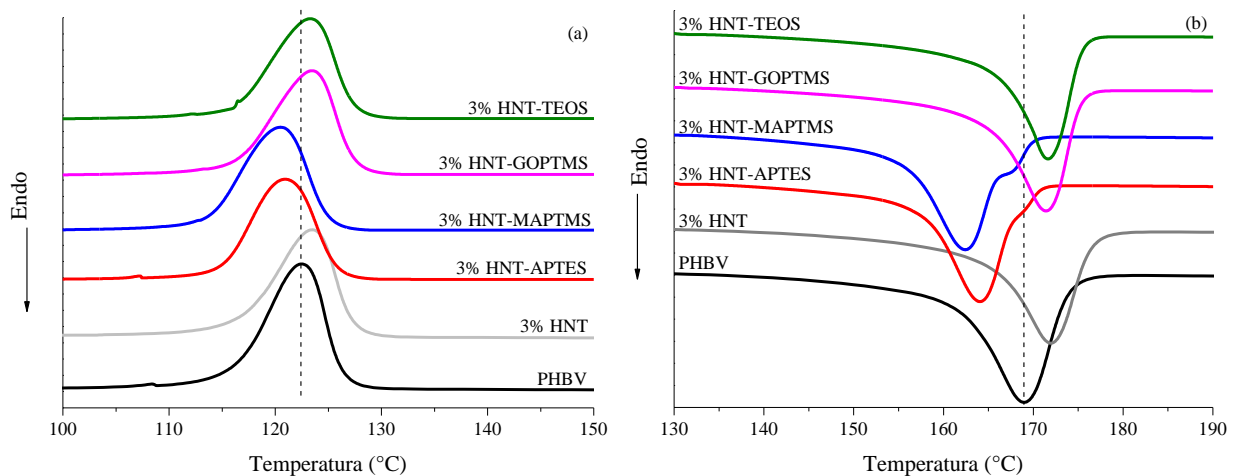 (a)
3% HNT-TEOS
3% HNT-GOPTMS
3% HNT-MAPTMS
3% HNT-APTES
3% HNT
PHBV
Endo
100 110 120 130 140 150
Temperatura (°C)
(b)
3% HNT-TEOS
3% HNT-GOPTMS
3% HNT-MAPTMS
3% HNT-APTES
3% HNT
PHBV
Endo
130 140 150 160 170 180 190
Temperatura (°C)